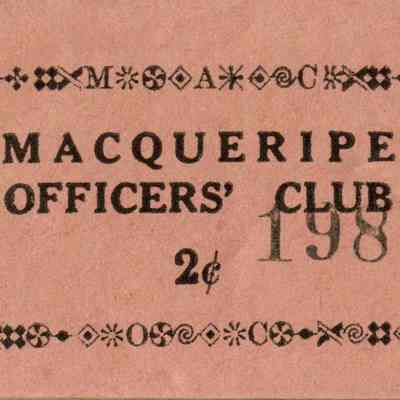 M A C
MACQUERIPE
OFFICERS' CLUB
198
2¢
O C